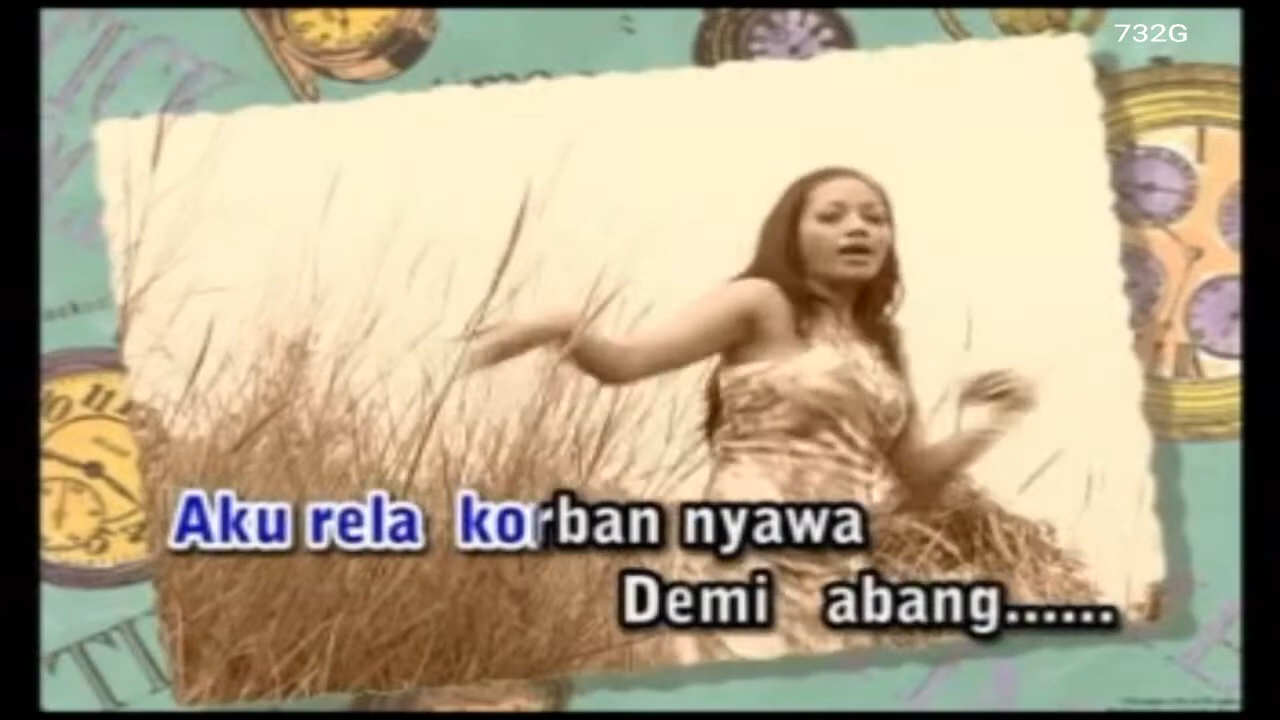 732G
Aku rela korban nyawa
Demi abang......